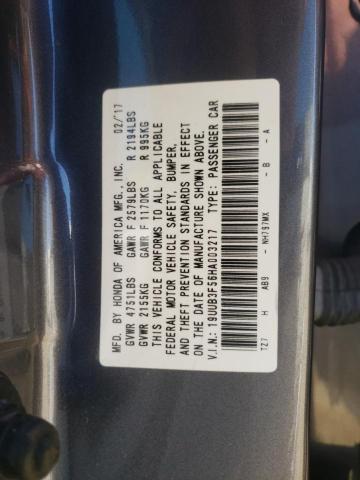 MFD. BY HONDA OF AMERICA MFG., INC. 02/'17
GVWR 4751LBS GAWR F 2579LBS R 2194LBS
GVWR 2155KG GAWR F 1170KG R 995KG
THIS VEHICLE CONFORMS TO ALL APPLICABLE
FEDERAL MOTOR VEHICLE SAFETY, BUMPER,
AND THEFT PREVENTION STANDARDS IN EFFECT
ON THE DATE OF MANUFACTURE SHOWN ABOVE.
V.I.N.: 19UUB3F56HA003217 TYPE: PASSENGER CAR
TZ7 H AB9 - NH797MX - B - A